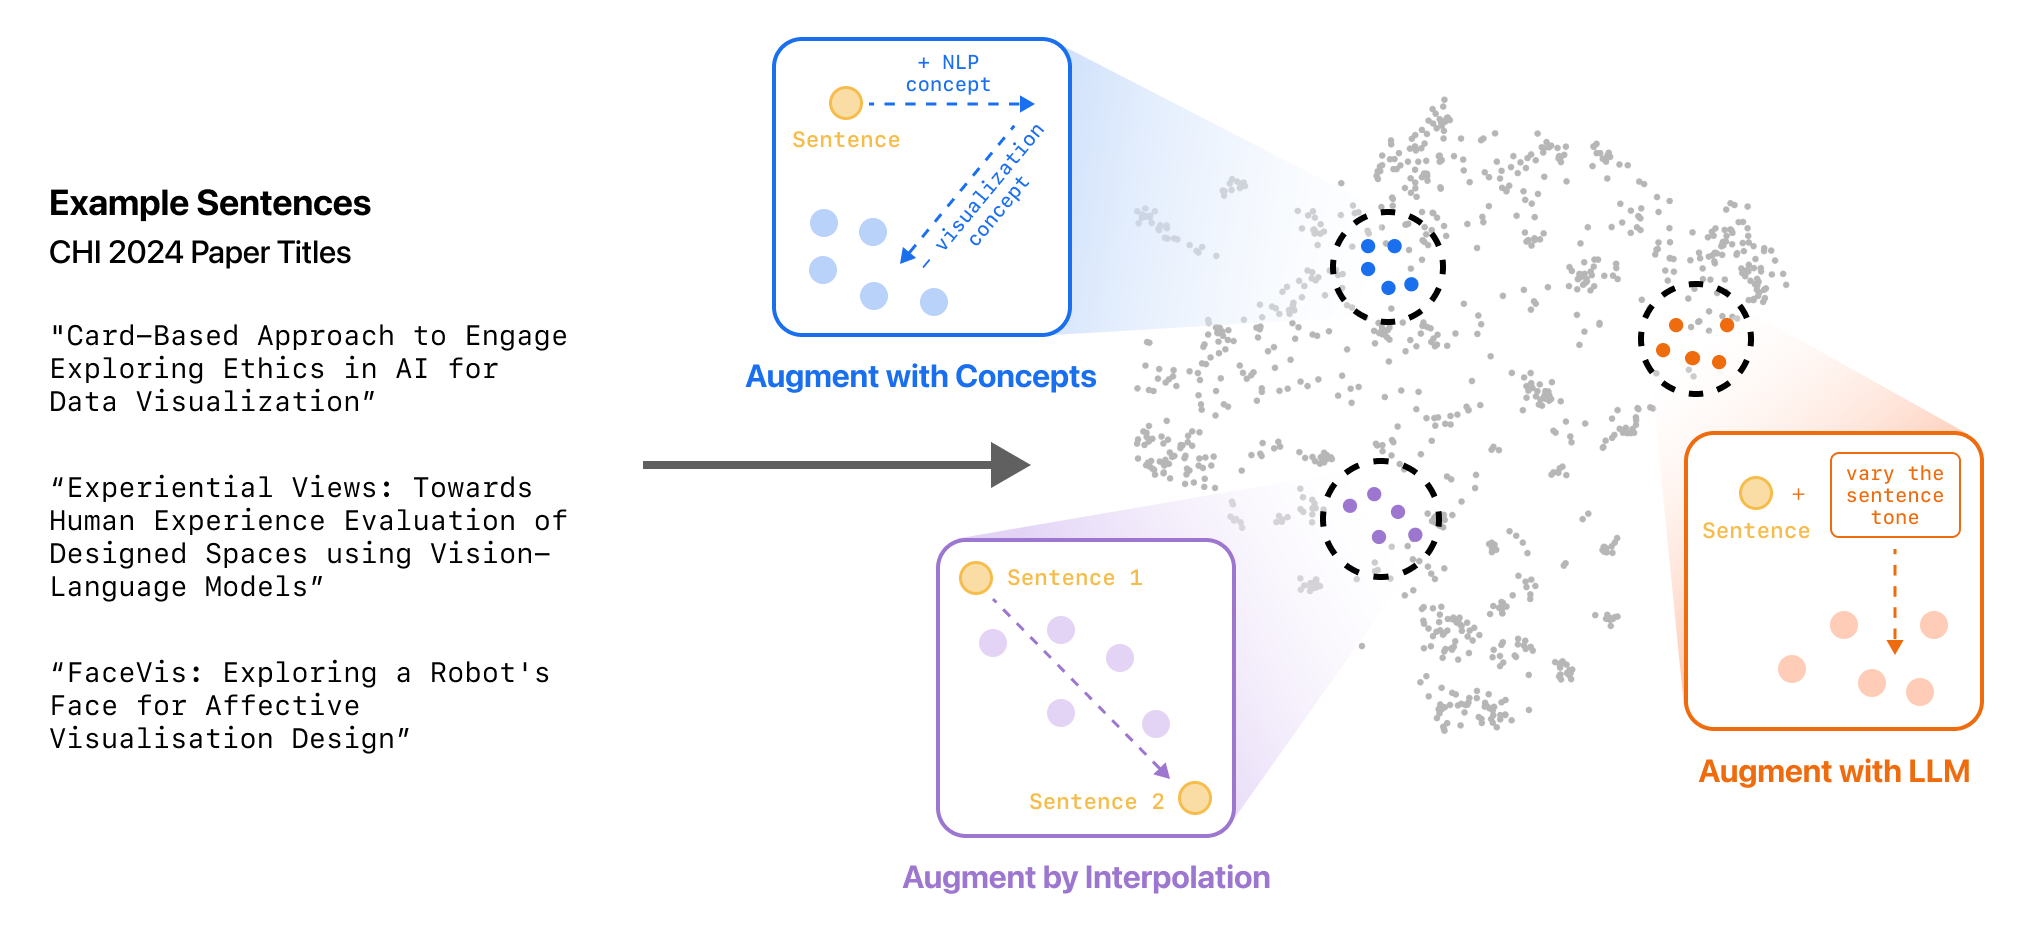 Example Sentences
CHI 2024 Paper Titles
"Card–Based Approach to Engage
Exploring Ethics in AI for
Data Visualization”
“Experiential Views: Towards
Human Experience Evaluation of
Designed Spaces using Vision–
Language Models”
“FaceVis: Exploring a Robot's
Face for Affective
Visualisation Design”
+ NLP
concept
Sentence
– visualization
concept
Augment with Concepts
Sentence 1
Sentence 2
Augment by Interpolation
Sentence
+
vary the
sentence
tone
Augment with LLM